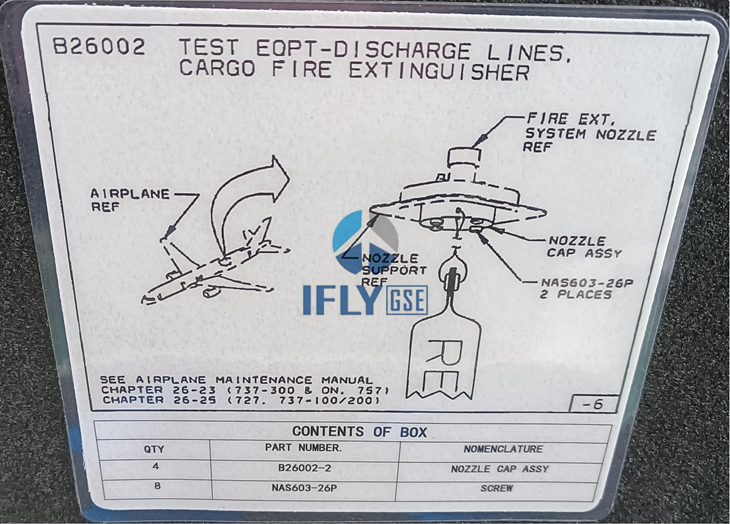 B26002 TEST EQPT-DISCHARGE LINES,
CARGO FIRE EXTINGUISHER
FIRE EXT.
SYSTEM NOZZLE
REF
AIRPLANE
REF
NOZZLE
CAP ASSY
NOZZLE
SUPPORT
REF
NAS603-26P
2 PLACES
IFLY GSE
RE
SEE AIRPLANE MAINTENANCE MANUAL
CHAPTER 26-23 (737-300 & ON, 757)
CHAPTER 26-25 (727, 737-100/200)
-6
CONTENTS OF BOX
QTY PART NUMBER. NOMENCLATURE
4 B26002-2 NOZZLE CAP ASSY
8 NAS603-26P SCREW